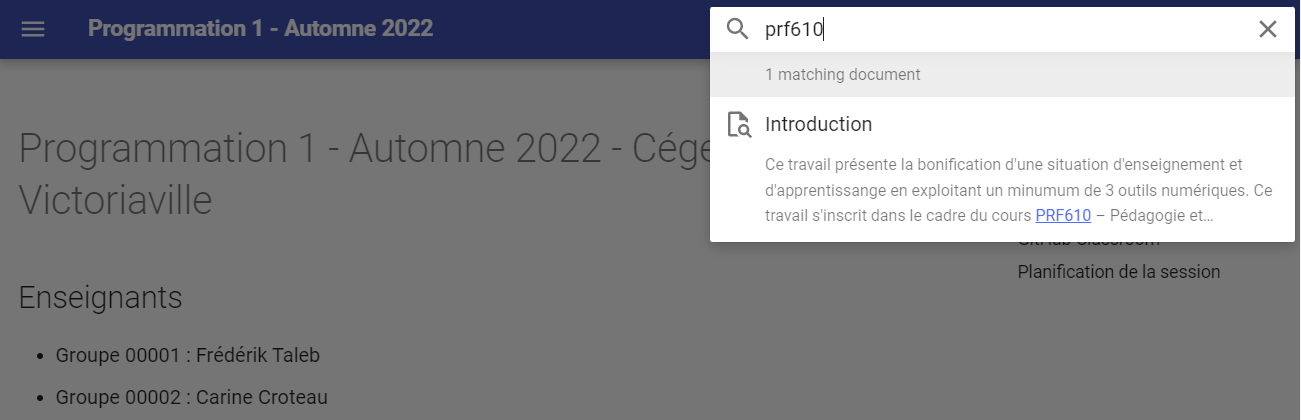 Programmation 1 - Automne 2022
prf610
1 matching document
Introduction
Ce travail présente la bonification d'une situation d'enseignement et
d'apprentissange en exploitant un minumum de 3 outils numériques. Ce
travail s'inscrit dans le cadre du cours PRF610 – Pédagogie et…
Programmation 1 - Automne 2022 - Cége
Victoriaville
GitHub Classroom
Planification de la session
Enseignants
• Groupe 00001 : Frédérik Taleb
• Groupe 00002 : Carine Croteau